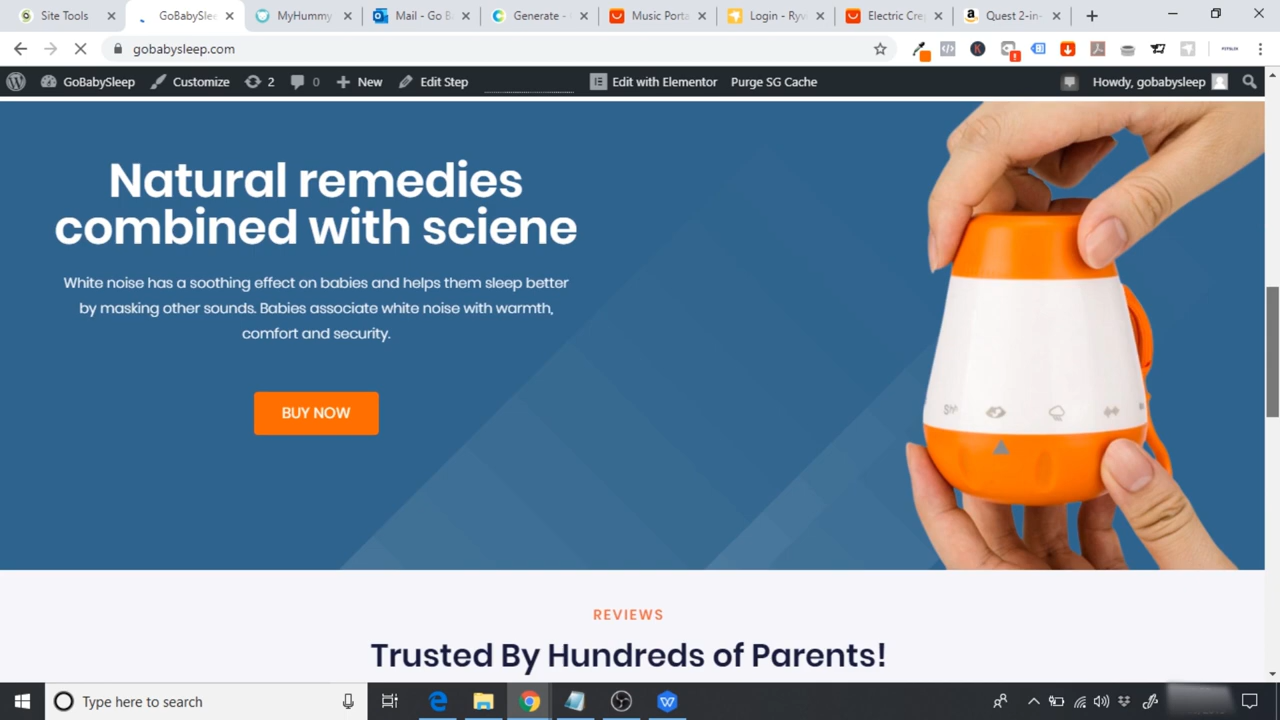 Site Tools
GoBabySlee
MyHummy
Mail - Go B
Generate -
Music Porta
Login - Ryv
Electric Cre
Quest 2-in-
gobabysleep.com
GoBabySleep
Customize
2
0
New
Edit Step
Edit with Elementor
Purge SG Cache
Howdy, gobabysleep
Natural remedies
combined with sciene
White noise has a soothing effect on babies and helps them sleep better
by masking other sounds. Babies associate white noise with warmth,
comfort and security.
BUY NOW
REVIEWS
Trusted By Hundreds of Parents!
Type here to search